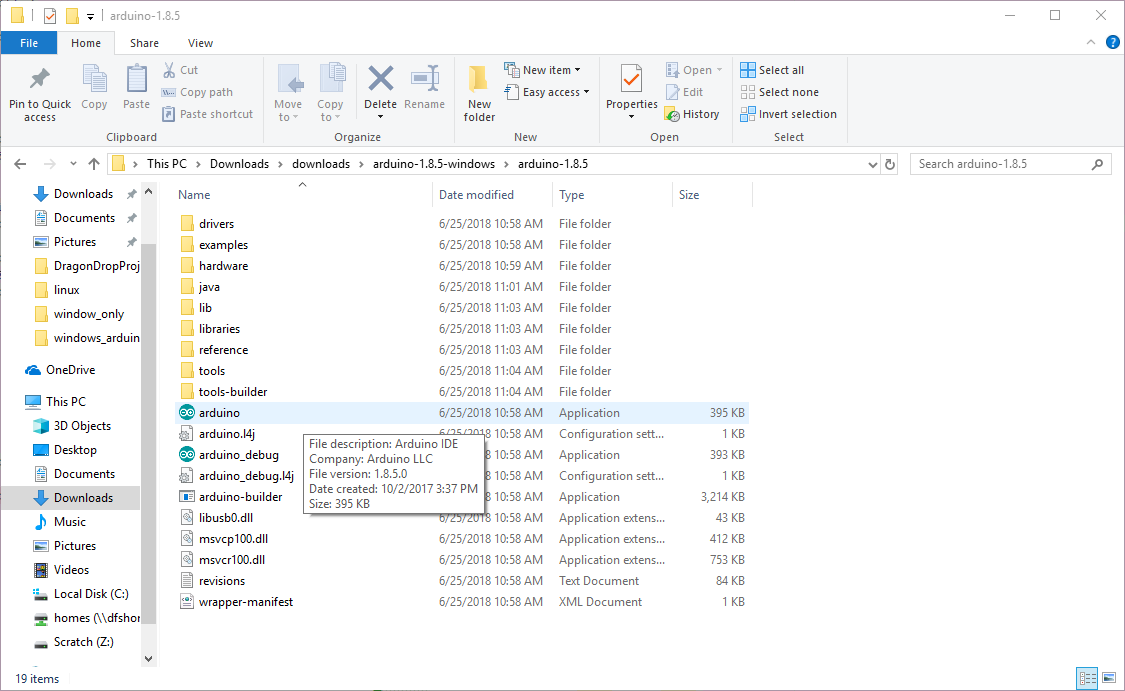 arduino-1.8.5
File Home Share View
Pin to Quick access
Copy
Paste
Cut
Copy path
Paste shortcut
Clipboard
Move to
Copy to
Delete
Rename
Organize
New folder
New item
Easy access
New
Properties
Open
Edit
History
Open
Select all
Select none
Invert selection
Select
This PC > Downloads > downloads > arduino-1.8.5-windows > arduino-1.8.5
Search arduino-1.8.5
Downloads
Documents
Pictures
DragonDropProj
linux
window_only
windows_arduin
OneDrive
This PC
3D Objects
Desktop
Documents
Downloads
Music
Pictures
Videos
Local Disk (C:)
homes (\\dfshor
Scratch (Z:)
Name Date modified Type Size
drivers 6/25/2018 10:58 AM File folder
examples 6/25/2018 10:58 AM File folder
hardware 6/25/2018 10:59 AM File folder
java 6/25/2018 11:01 AM File folder
lib 6/25/2018 11:03 AM File folder
libraries 6/25/2018 11:03 AM File folder
reference 6/25/2018 11:03 AM File folder
tools 6/25/2018 11:04 AM File folder
tools-builder 6/25/2018 11:04 AM File folder
arduino 6/25/2018 10:58 AM Application 395 KB
arduino.l4j 6/25/2018 10:58 AM Configuration sett... 1 KB
arduino_debug Application 393 KB
arduino_debug.l4j Configuration sett... 1 KB
arduino-builder Application 3,214 KB
libusb0.dll 6/25/2018 10:58 AM Application extens... 43 KB
msvcp100.dll 6/25/2018 10:58 AM Application extens... 412 KB
msvcr100.dll 6/25/2018 10:58 AM Application extens... 753 KB
revisions 6/25/2018 10:58 AM Text Document 84 KB
wrapper-manifest 6/25/2018 10:58 AM XML Document 1 KB
File description: Arduino IDE
Company: Arduino LLC
File version: 1.8.5.0
Date created: 10/2/2017 3:37 PM
Size: 395 KB
19 items